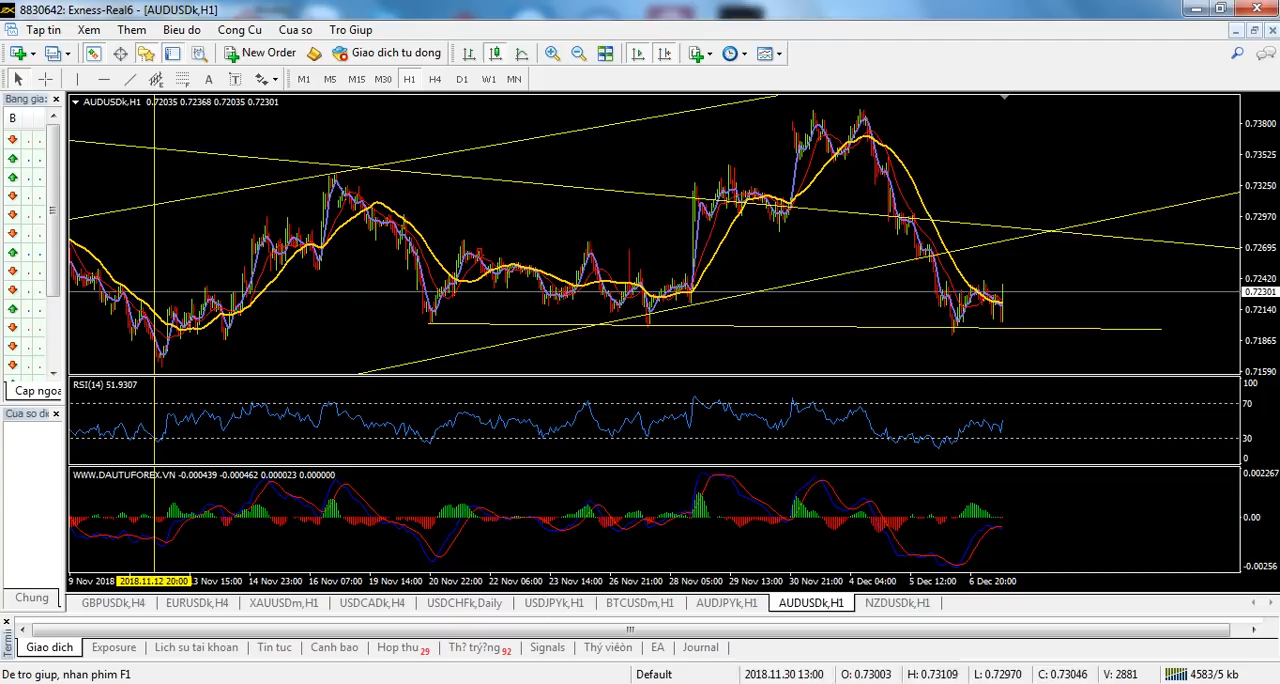 8830642: Exness-Real6 - [AUDUSDk,H1]
Tap tin Xem Them Bieu do Cong Cu Cua so Tro Giup
New Order Giao dich tu dong
A T M1 M5 M15 M30 H1 H4 D1 W1 MN
Bang gia:
B
Cap ngoa
Cua so di
Chung
AUDUSDk,H1 0.72035 0.72368 0.72035 0.72301
0.73800
0.73525
0.73250
0.72970
0.72695
0.72420
0.72301
0.72140
0.71865
0.71590
RSI(14) 51.9307
100
70
30
0
WWW.DAUTUFOREX.VN -0.000439 -0.000462 0.000023 0.000000
0.002267
0.00
-0.00256
9 Nov 2018 2018.11.12 20:00 3 Nov 15:00 14 Nov 23:00 16 Nov 07:00 19 Nov 14:00 20 Nov 22:00 22 Nov 06:00 23 Nov 14:00 26 Nov 21:00 28 Nov 05:00 29 Nov 13:00 30 Nov 21:00 4 Dec 04:00 5 Dec 12:00 6 Dec 20:00
GBPUSDk,H4 EURUSDk,H4 XAUUSDm,H1 USDCADk,H4 USDCHFk,Daily USDJPYk,H1 BTCUSDm,H1 AUDJPYk,H1 AUDUSDk,H1 NZDUSDk,H1
Termi
Giao dich Exposure Lich su tai khoan Tin tuc Canh bao Hop thu 29 Th? trý?ng 92 Signals Thý viêòn EA Journal
De tro giup, nhan phim F1 Default 2018.11.30 13:00 O: 0.73003 H: 0.73109 L: 0.72970 C: 0.73046 V: 2881 4583/5 kb